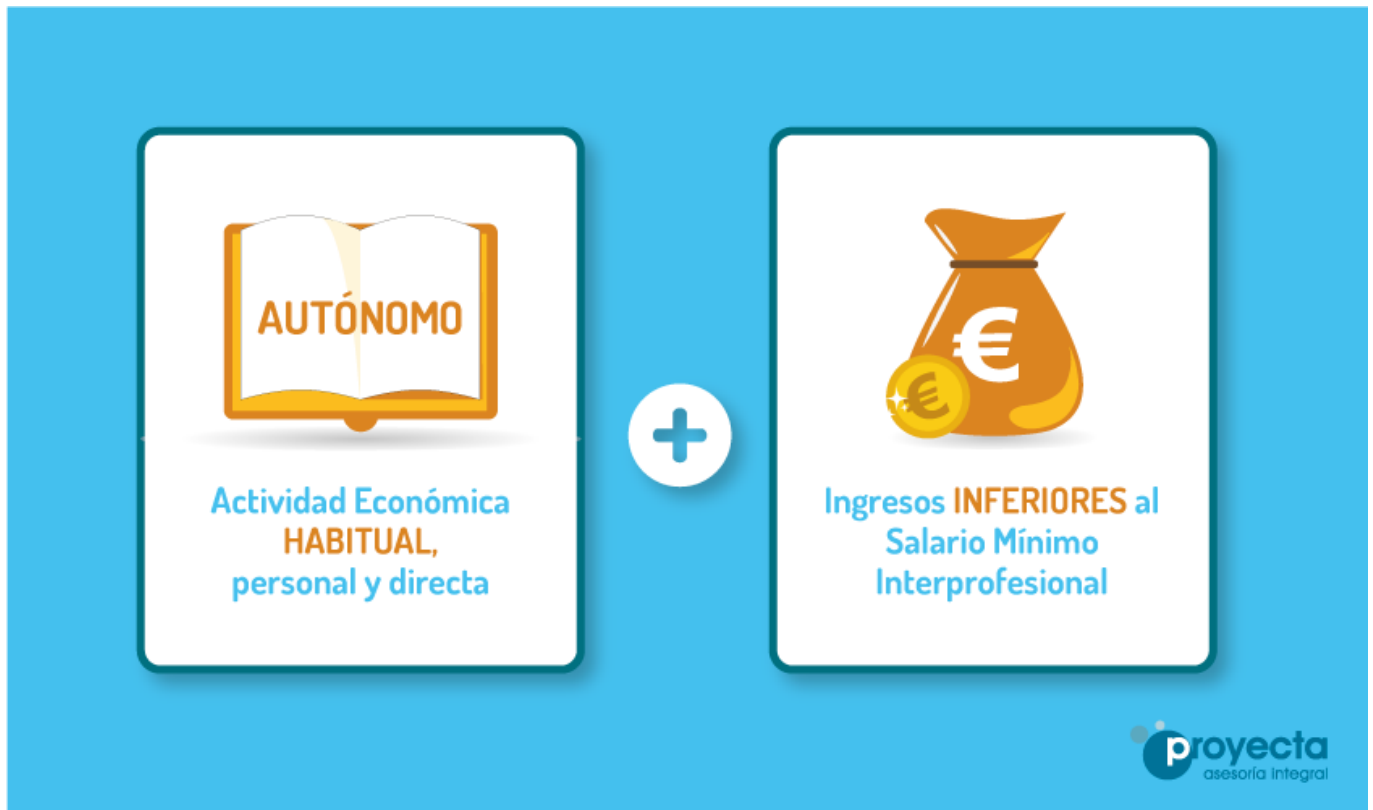 AUTÓNOMO
Actividad Económica
HABITUAL,
personal y directa
€
€
Ingresos INFERIORES al
Salario Mínimo
Interprofesional
proyecta
asesoría integral